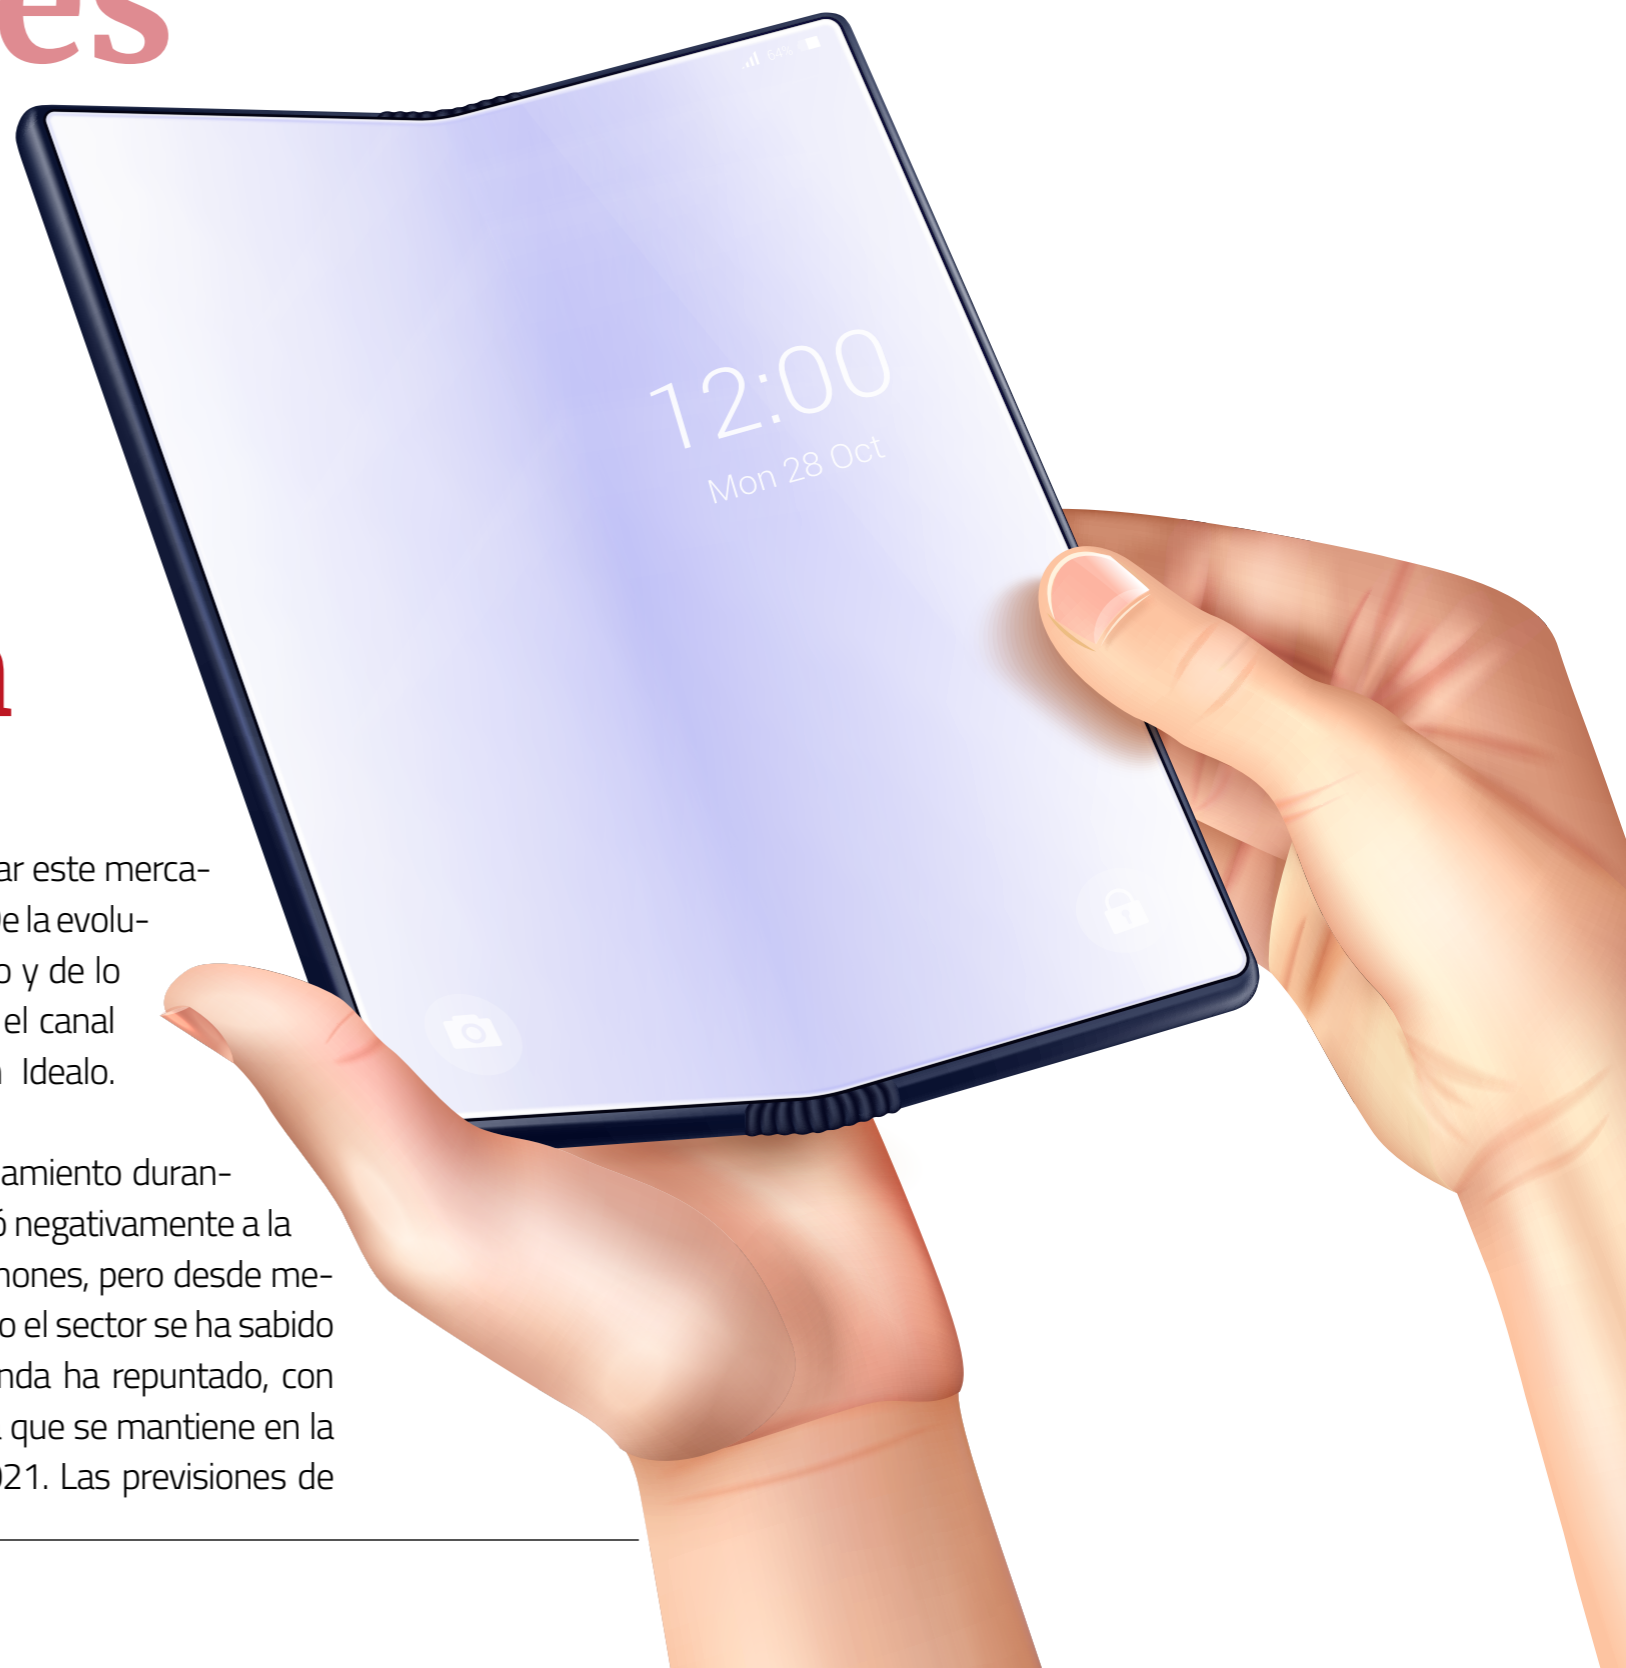 es
64%
12:00
Mon 28 Oct
ar este merca-
e la evolu-
o y de lo
el canal
Idealo.
amiento duran-
ó negativamente a la
ones, pero desde me-
o el sector se ha sabido
nda ha repuntado, con
que se mantiene en la
21. Las previsiones de